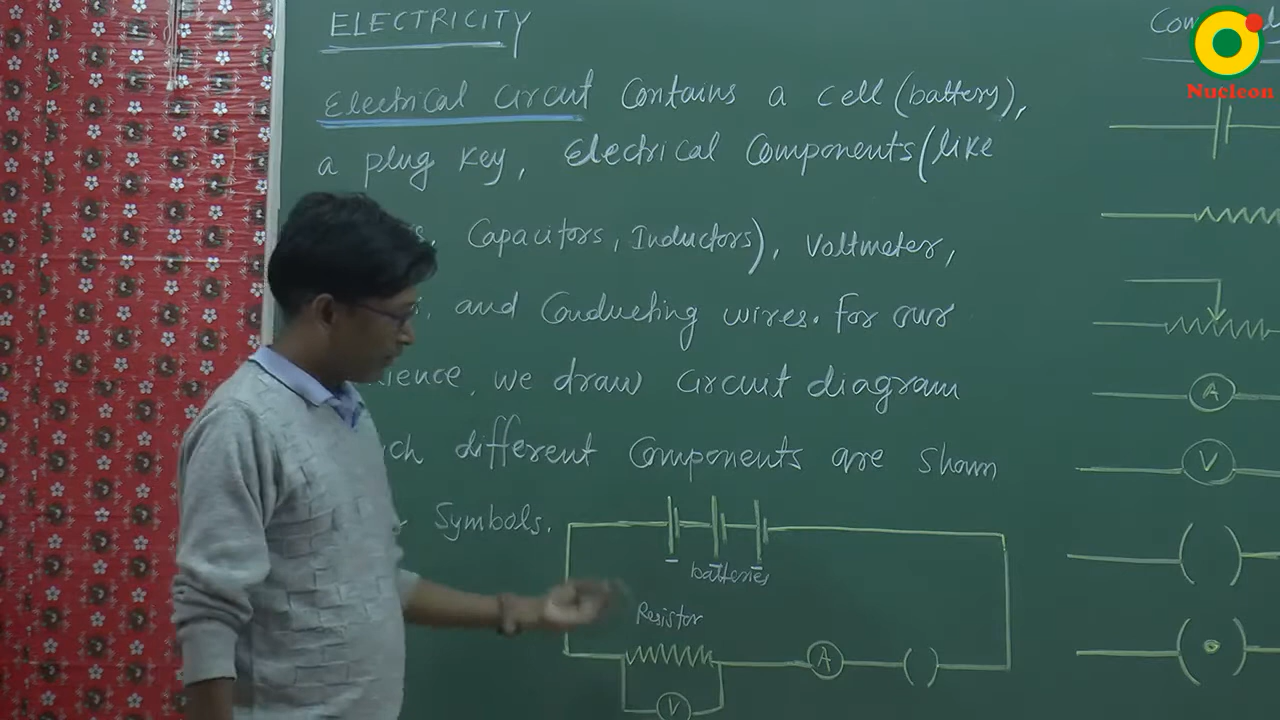 ELECTRICITY
Electrical circuit contains a cell (battery),
a plug key, Electrical Components (like
Capacitors, Inductors), Voltmeter,
and Conducting wires. For our
we draw circuit diagram
different Components are shown
Symbols.
batteries
Resistor
A
V
A
V
Nucleon